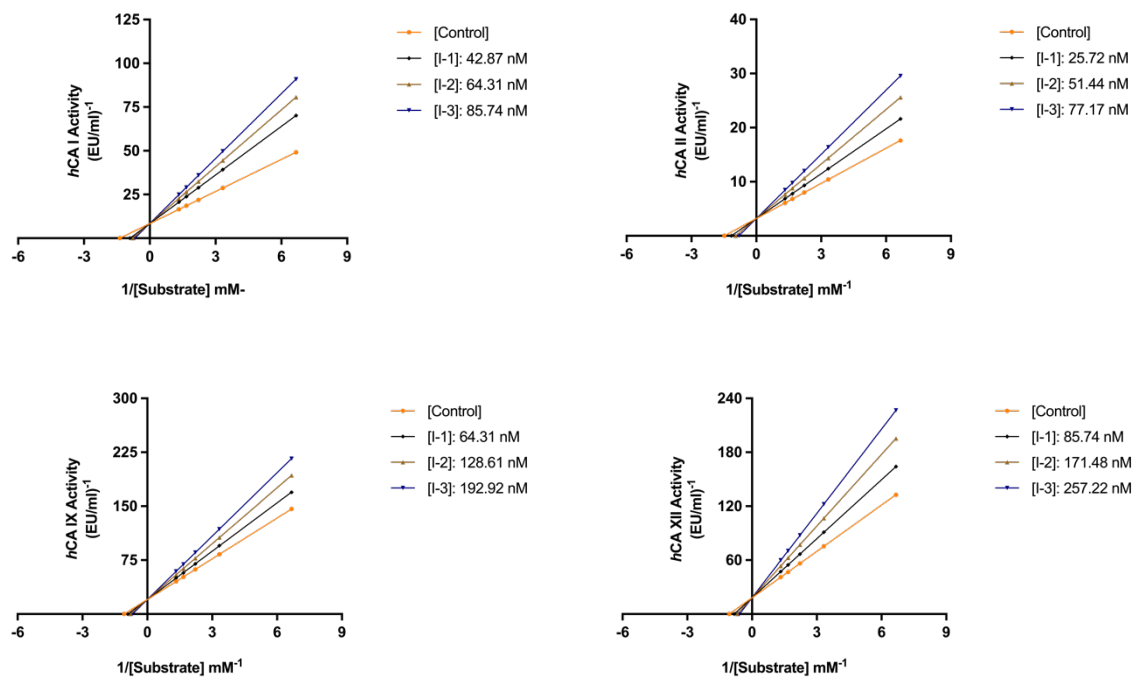 125
100
75
50
25
hCA I Activity
(EU/ml)-1
-6 -3 0 3 6 9
1/[Substrate] mM-
[Control]
[I-1]: 42.87 nM
[I-2]: 64.31 nM
[I-3]: 85.74 nM
40
30
20
10
hCA II Activity
(EU/ml)-1
-6 -3 0 3 6 9
1/[Substrate] mM-1
[Control]
[I-1]: 25.72 nM
[I-2]: 51.44 nM
[I-3]: 77.17 nM
300
225
150
75
hCA IX Activity
(EU/ml)-1
-6 -3 0 3 6 9
1/[Substrate] mM-1
[Control]
[I-1]: 64.31 nM
[I-2]: 128.61 nM
[I-3]: 192.92 nM
240
180
120
60
hCA XII Activity
(EU/ml)-1
-6 -3 0 3 6 9
1/[Substrate] mM-1
[Control]
[I-1]: 85.74 nM
[I-2]: 171.48 nM
[I-3]: 257.22 nM